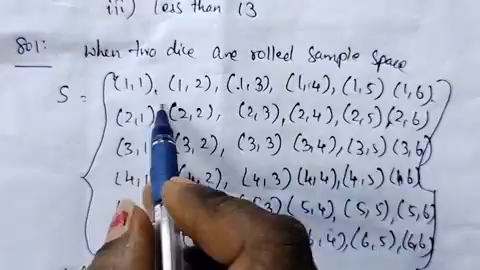 iii) less than 13
Sol: When two dice are rolled sample space
S = { (1,1), (1,2), (1,3), (1,4), (1,5) (1,6)
(2,1) (2,2), (2,3), (2,4), (2,5), (2,6)
(3,1 (3,2), (3,3) (3,4), (3,5) (3,6)
(4, 4,2), (4,3) (4,4), (4,5) (4,6)
3) (5,4), (5,5), (5,6)
6,4), (6,5), (6,6) }